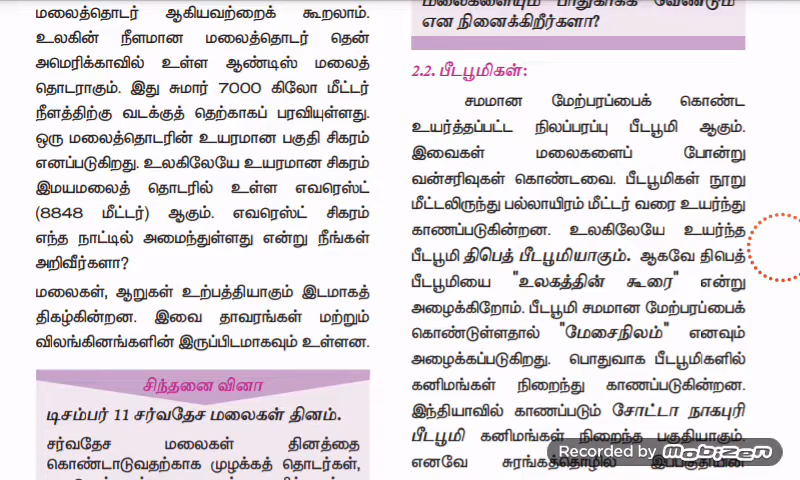 மலைத்தொடர் ஆகியவற்றைக் கூறலாம்.
உலகின் நீளமான மலைத்தொடர் தென்
அமெரிக்காவில் உள்ள ஆண்டிஸ் மலைத்
தொடராகும். இது சுமார் 7000 கிலோ மீட்டர்
நீளத்திற்கு வடக்குத் தெற்காகப் பரவியுள்ளது.
ஒரு மலைத்தொடரின் உயரமான பகுதி சிகரம்
எனப்படுகிறது. உலகிலேயே உயரமான சிகரம்
இமயமலைத் தொடரில் உள்ள எவரெஸ்ட்
(8848 மீட்டர்) ஆகும். எவரெஸ்ட் சிகரம்
எந்த நாட்டில் அமைந்துள்ளது என்று நீங்கள்
அறிவீர்களா?
மலைகள், ஆறுகள் உற்பத்தியாகும் இடமாகத்
திகழ்கின்றன. இவை தாவரங்கள் மற்றும்
விலங்கினங்களின் இருப்பிடமாகவும் உள்ளன.
சிந்தனை வினா
டிசம்பர் 11 சர்வதேச மலைகள் தினம்.
சர்வதேச மலைகள் தினத்தை
கொண்டாடுவதற்காக முழக்கத் தொடர்கள்,
மலைகளையும் பாதுகாக்க வேண்டும்
என நினைக்கிறீர்களா?
2.2. பீடபூமிகள்:
சமமான மேற்பரப்பைக் கொண்ட
உயர்த்தப்பட்ட நிலப்பரப்பு பீடபூமி ஆகும்.
இவைகள் மலைகளைப் போன்று
வன்சரிவுகள் கொண்டவை. பீடபூமிகள் நூறு
மீட்டலிருந்து பல்லாயிரம் மீட்டர் வரை உயர்ந்து
காணப்படுகின்றன. உலகிலேயே உயர்ந்த
பீடபூமி திபெத் பீடபூமியாகும். ஆகவே திபெத்
பீடபூமியை "உலகத்தின் கூரை" என்று
அழைக்கிறோம். பீடபூமி சமமான மேற்பரப்பைக்
கொண்டுள்ளதால் "மேசைநிலம்" எனவும்
அழைக்கப்படுகிறது. பொதுவாக பீடபூமிகளில்
கனிமங்கள் நிறைந்து காணப்படுகின்றன.
இந்தியாவில் காணப்படும் சோட்டா நாகபுரி
பீடபூமி கனிமங்கள் நிறைந்த பகுதியாகும்.
எனவே சுரங்கத்தொழில் இப்பகுதியின்
Recorded by mobizen